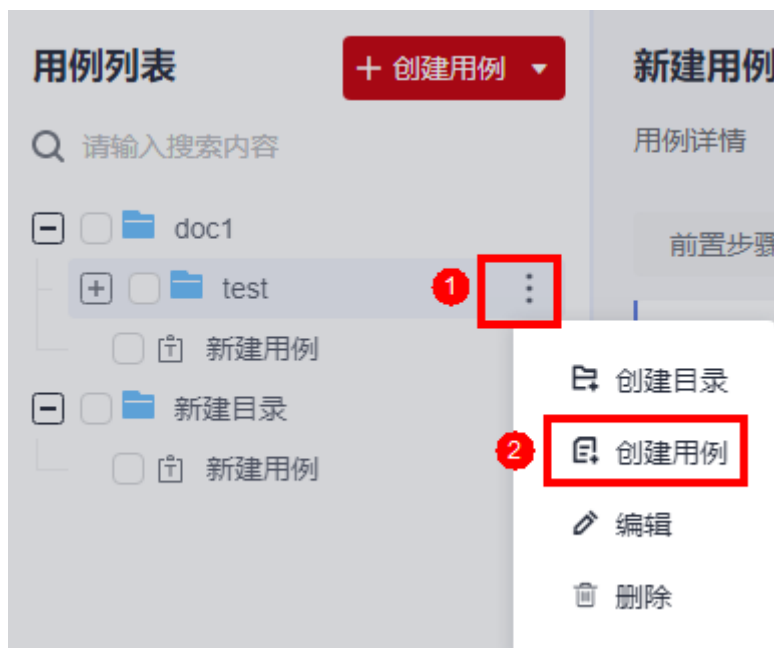 用例列表
创建用例
新建用例
请输入搜索内容
用例详情
doc1
前置步骤
test
1
新建用例
创建目录
新建目录
2
创建用例
新建用例
编辑
删除